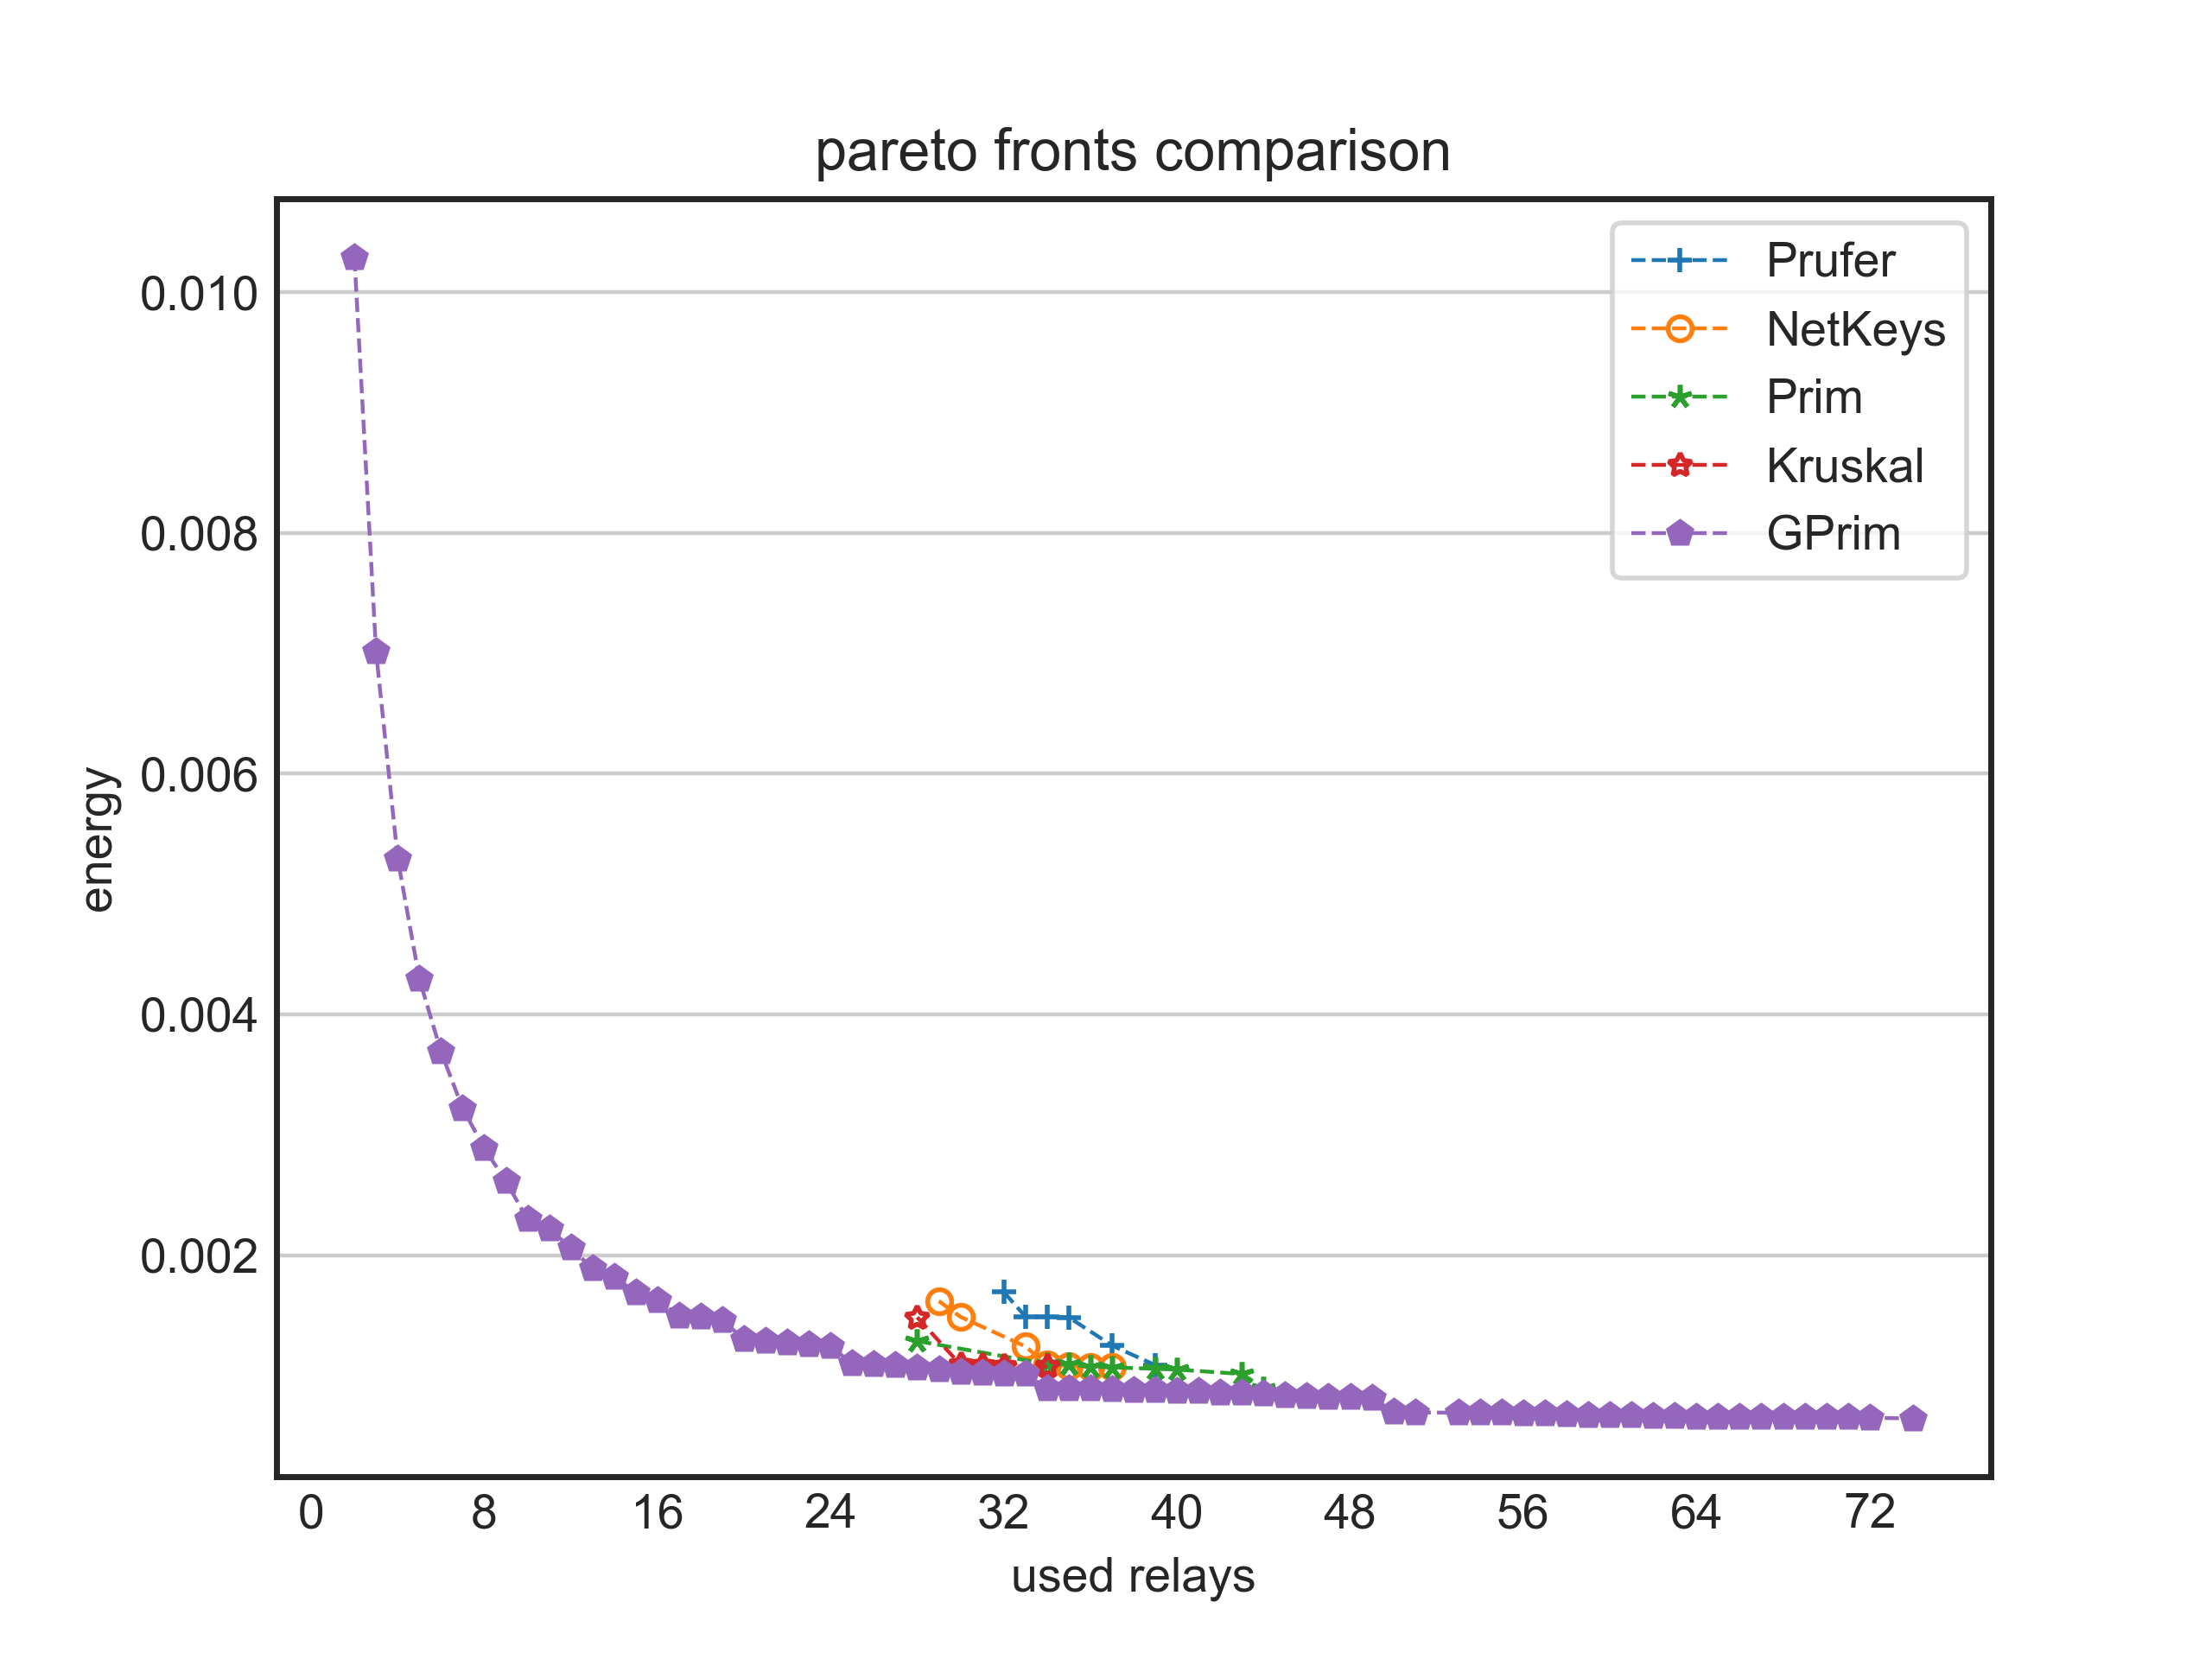 pareto fronts comparison
Prufer
NetKeys
Prim
Kruskal
GPrim
0.010
0.008
0.006
0.004
0.002
energy
0 8 16 24 32 40 48 56 64 72
used relays